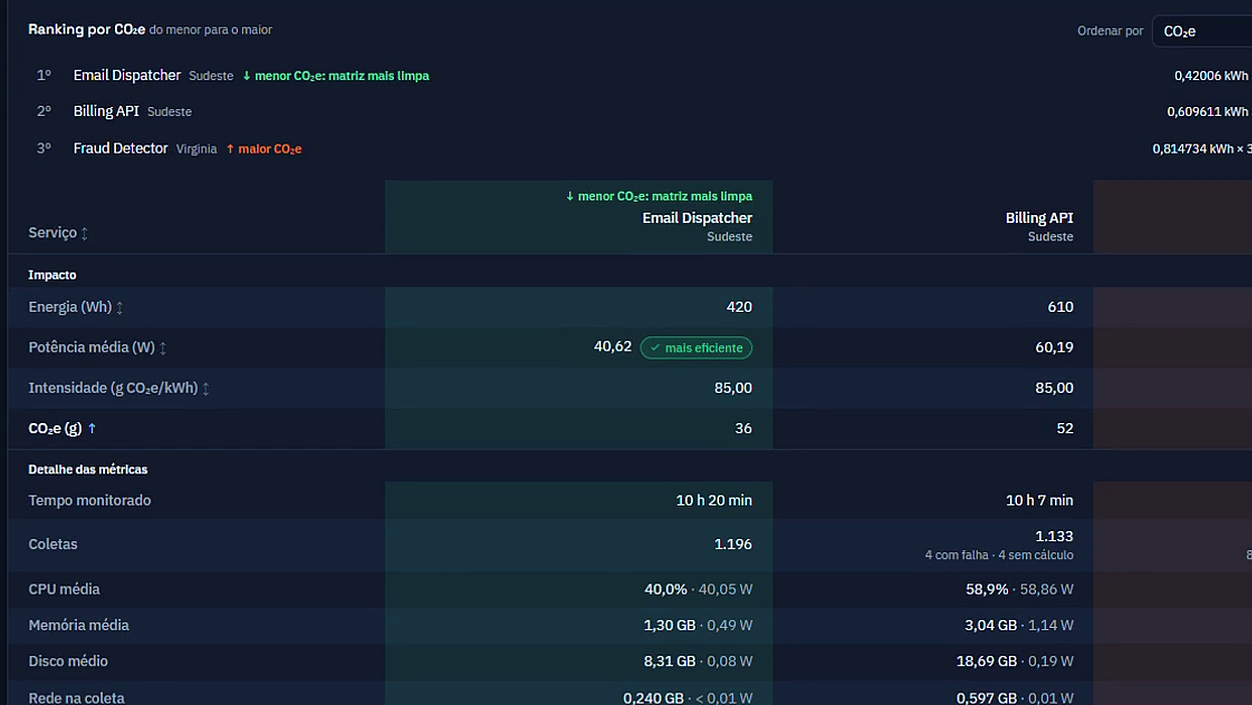 Ranking por CO₂e do menor para o maior Ordenar por CO₂e
1º Email Dispatcher Sudeste ↓ menor CO₂e: matriz mais limpa 0,42006 kWh
2º Billing API Sudeste 0,609611 kWh
3º Fraud Detector Virginia ↑ maior CO₂e 0,814734 kWh × 3
↓ menor CO₂e: matriz mais limpa
Email Dispatcher Billing API
Serviço ↕ Sudeste Sudeste
Impacto
Energia (Wh) ↕ 420 610
Potência média (W) ↕ 40,62 ✓ mais eficiente 60,19
Intensidade (g CO₂e/kWh) ↕ 85,00 85,00
CO₂e (g) ↑ 36 52
Detalhe das métricas
Tempo monitorado 10 h 20 min 10 h 7 min
Coletas 1.196 1.133
4 com falha · 4 sem cálculo 8
CPU média 40,0% · 40,05 W 58,9% · 58,86 W
Memória média 1,30 GB · 0,49 W 3,04 GB · 1,14 W
Disco médio 8,31 GB · 0,08 W 18,69 GB · 0,19 W
Rede na coleta 0,240 GB · < 0,01 W 0,597 GB · 0,01 W